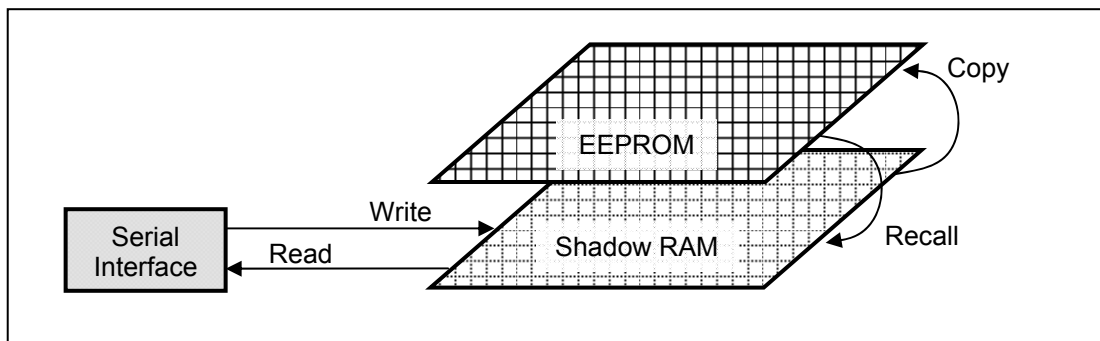 Copy
EEPROM
Write
Serial
Interface
Read
Shadow RAM
Recall